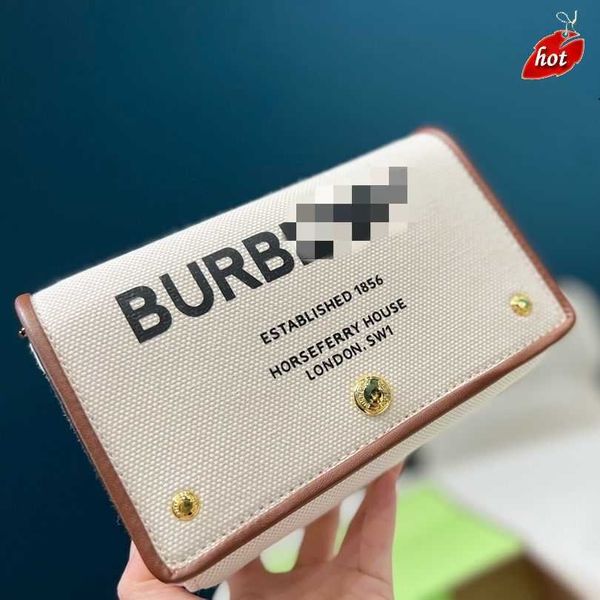 hot
BURB
ESTABLISHED 1856
HORSEFERRY HOUSE
LONDON, SW1